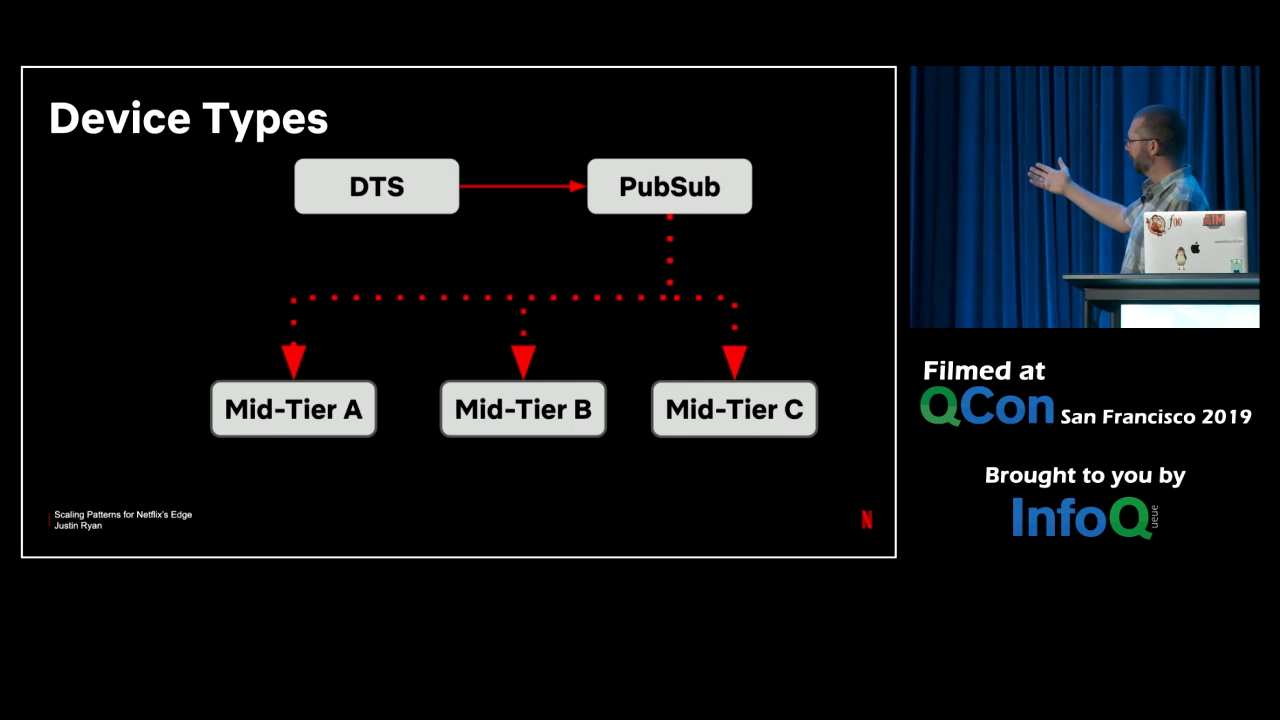 Device Types
DTS
PubSub
Mid-Tier A
Mid-Tier B
Mid-Tier C
Scaling Patterns for Netflix's Edge
Justin Ryan
N
Filmed at
QCon San Francisco 2019
Brought to you by
InfoQ
ueue